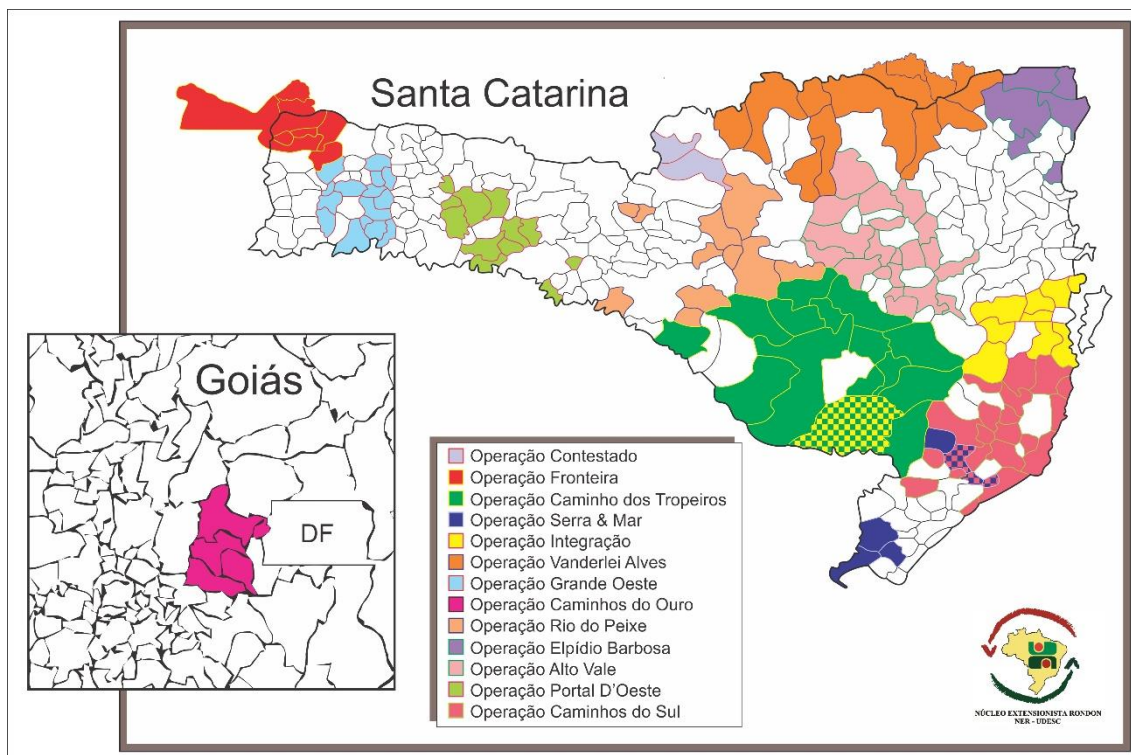 Santa Catarina
Goiás
DF
Operação Contestado
Operação Fronteira
Operação Caminho dos Tropeiros
Operação Serra & Mar
Operação Integração
Operação Vanderlei Alves
Operação Grande Oeste
Operação Caminhos do Ouro
Operação Rio do Peixe
Operação Elpídio Barbosa
Operação Alto Vale
Operação Portal D'Oeste
Operação Caminhos do Sul
NÚCLEO EXTENSIONISTA RONDON
NER - UDESC